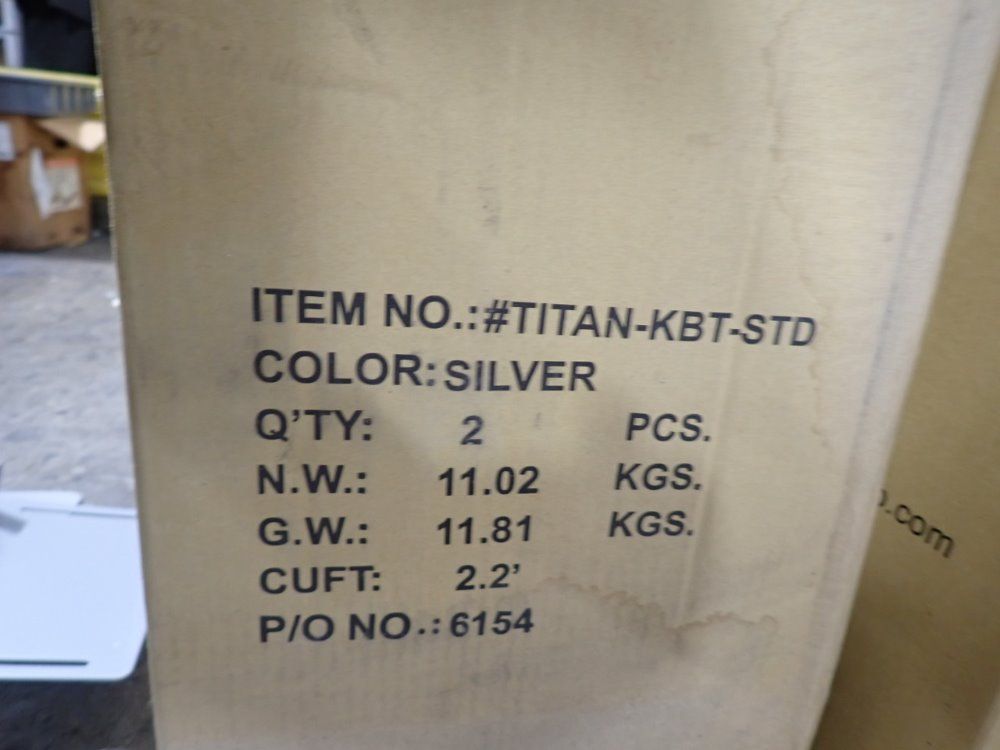 ITEM NO.:#TITAN-KBT-STD
COLOR:SILVER
Q'TY: 2 PCS.
N.W.: 11.02 KGS.
G.W.: 11.81 KGS.
CUFT: 2.2'
P/O NO.:6154
.com